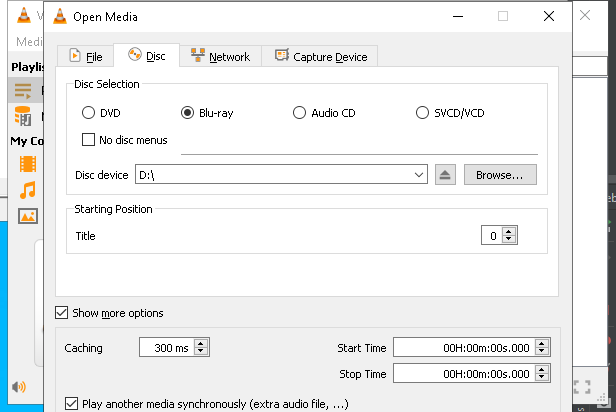 Open Media
Medi
File
Disc
Network
Capture Device
Playlis
Disc Selection
DVD
Blu-ray
Audio CD
SVCD/VCD
No disc menus
My Co
Disc device
D:\
Browse...
Starting Position
Title
0
Show more options
Caching
300 ms
Start Time
00H:00m:00s.000
Stop Time
00H:00m:00s.000
Play another media synchronously (extra audio file, ...)